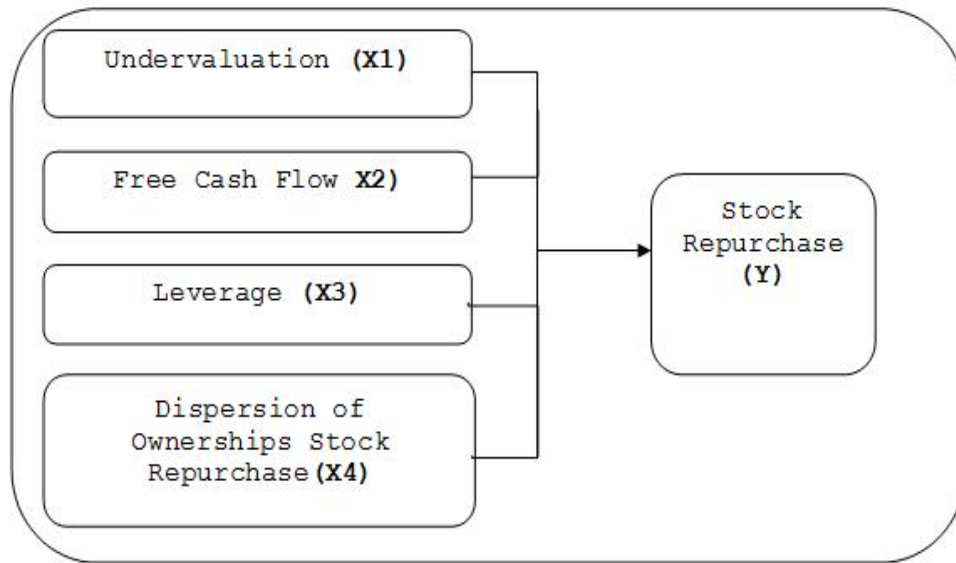 Undervaluation (X1)
Free Cash Flow X2)
Leverage (X3)
Dispersion of
Ownerships Stock
Repurchase(X4)
Stock
Repurchase
(Y)